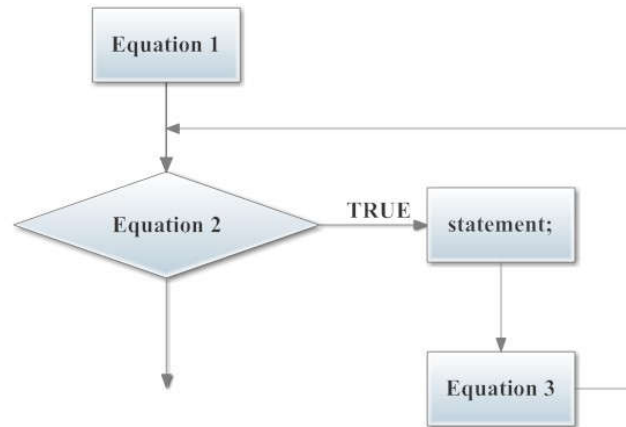 Equation 1
Equation 2
TRUE
statement;
Equation 3